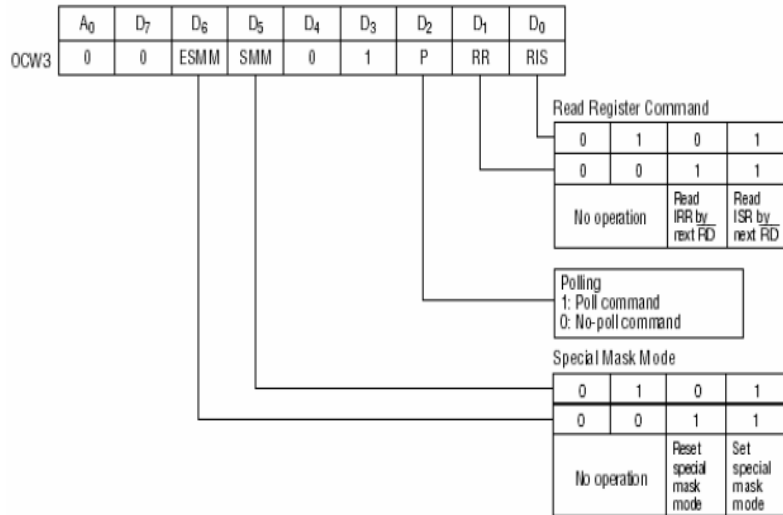 A0 D7 D6 D5 D4 D3 D2 D1 D0
OCW3 0 0 ESMM SMM 0 1 P RR RIS
Read Register Command
0 1 0 1
0 0 1 1
No operation
Read
IRR by
next RD
Read
ISR by
next RD
Polling
1: Poll command
0: No-poll command
Special Mask Mode
0 1 0 1
0 0 1 1
No operation
Reset
special
mask
mode
Set
special
mask
mode